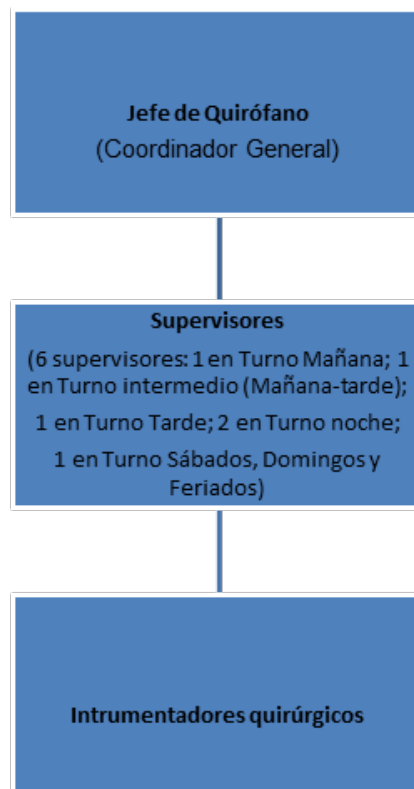 Jefe de Quirófano
(Coordinador General)
Supervisores
(6 supervisores: 1 en Turno Mañana; 1
en Turno intermedio (Mañana-tarde);
1 en Turno Tarde; 2 en Turno noche;
1 en Turno Sábados, Domingos y
Feriados)
Intrumentadores quirúrgicos